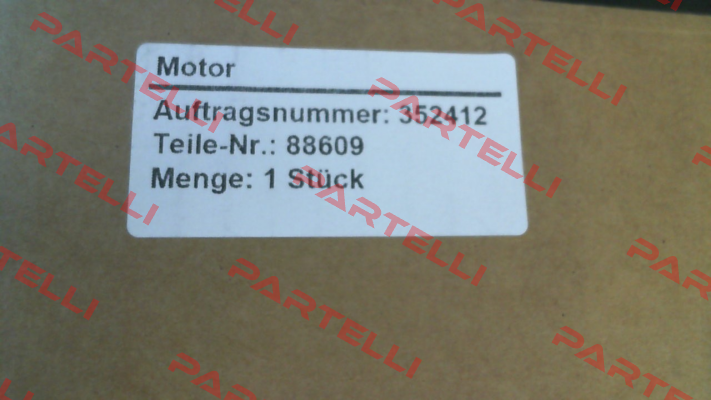 Motor
Auftragsnummer: 352412
Teile-Nr.: 88609
Menge: 1 Stück
PARTELLI
PARTELLI
PARTELLI
PARTELLI
PARTELLI
PARTELLI
PARTELLI